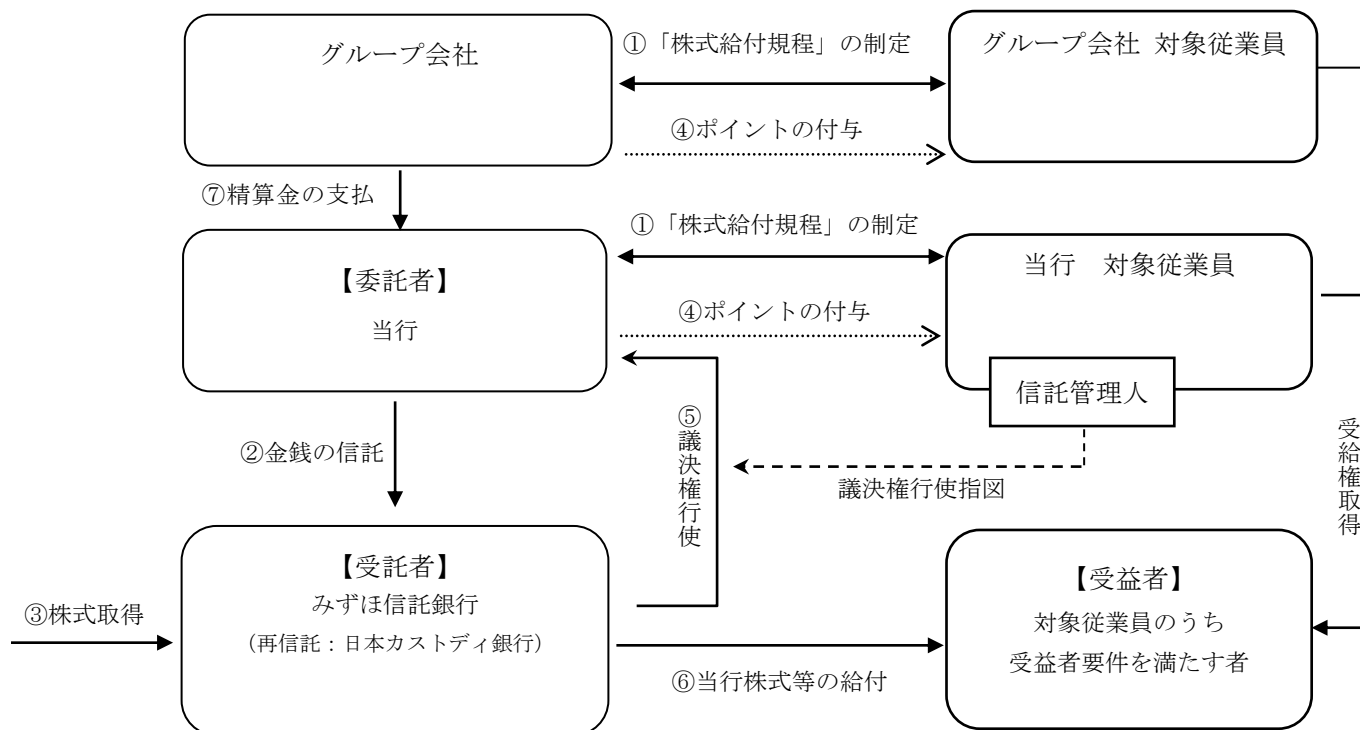 グループ会社
①「株式給付規程」の制定
グループ会社 対象従業員
④ポイントの付与
⑦精算金の支払
①「株式給付規程」の制定
【委託者】
当行
当行　対象従業員
④ポイントの付与
信託管理人
②金銭の信託
⑤議決権行使
議決権行使指図
受給権取得
【受託者】
みずほ信託銀行
（再信託：日本カストディ銀行）
③株式取得
⑥当行株式等の給付
【受益者】
対象従業員のうち
受益者要件を満たす者